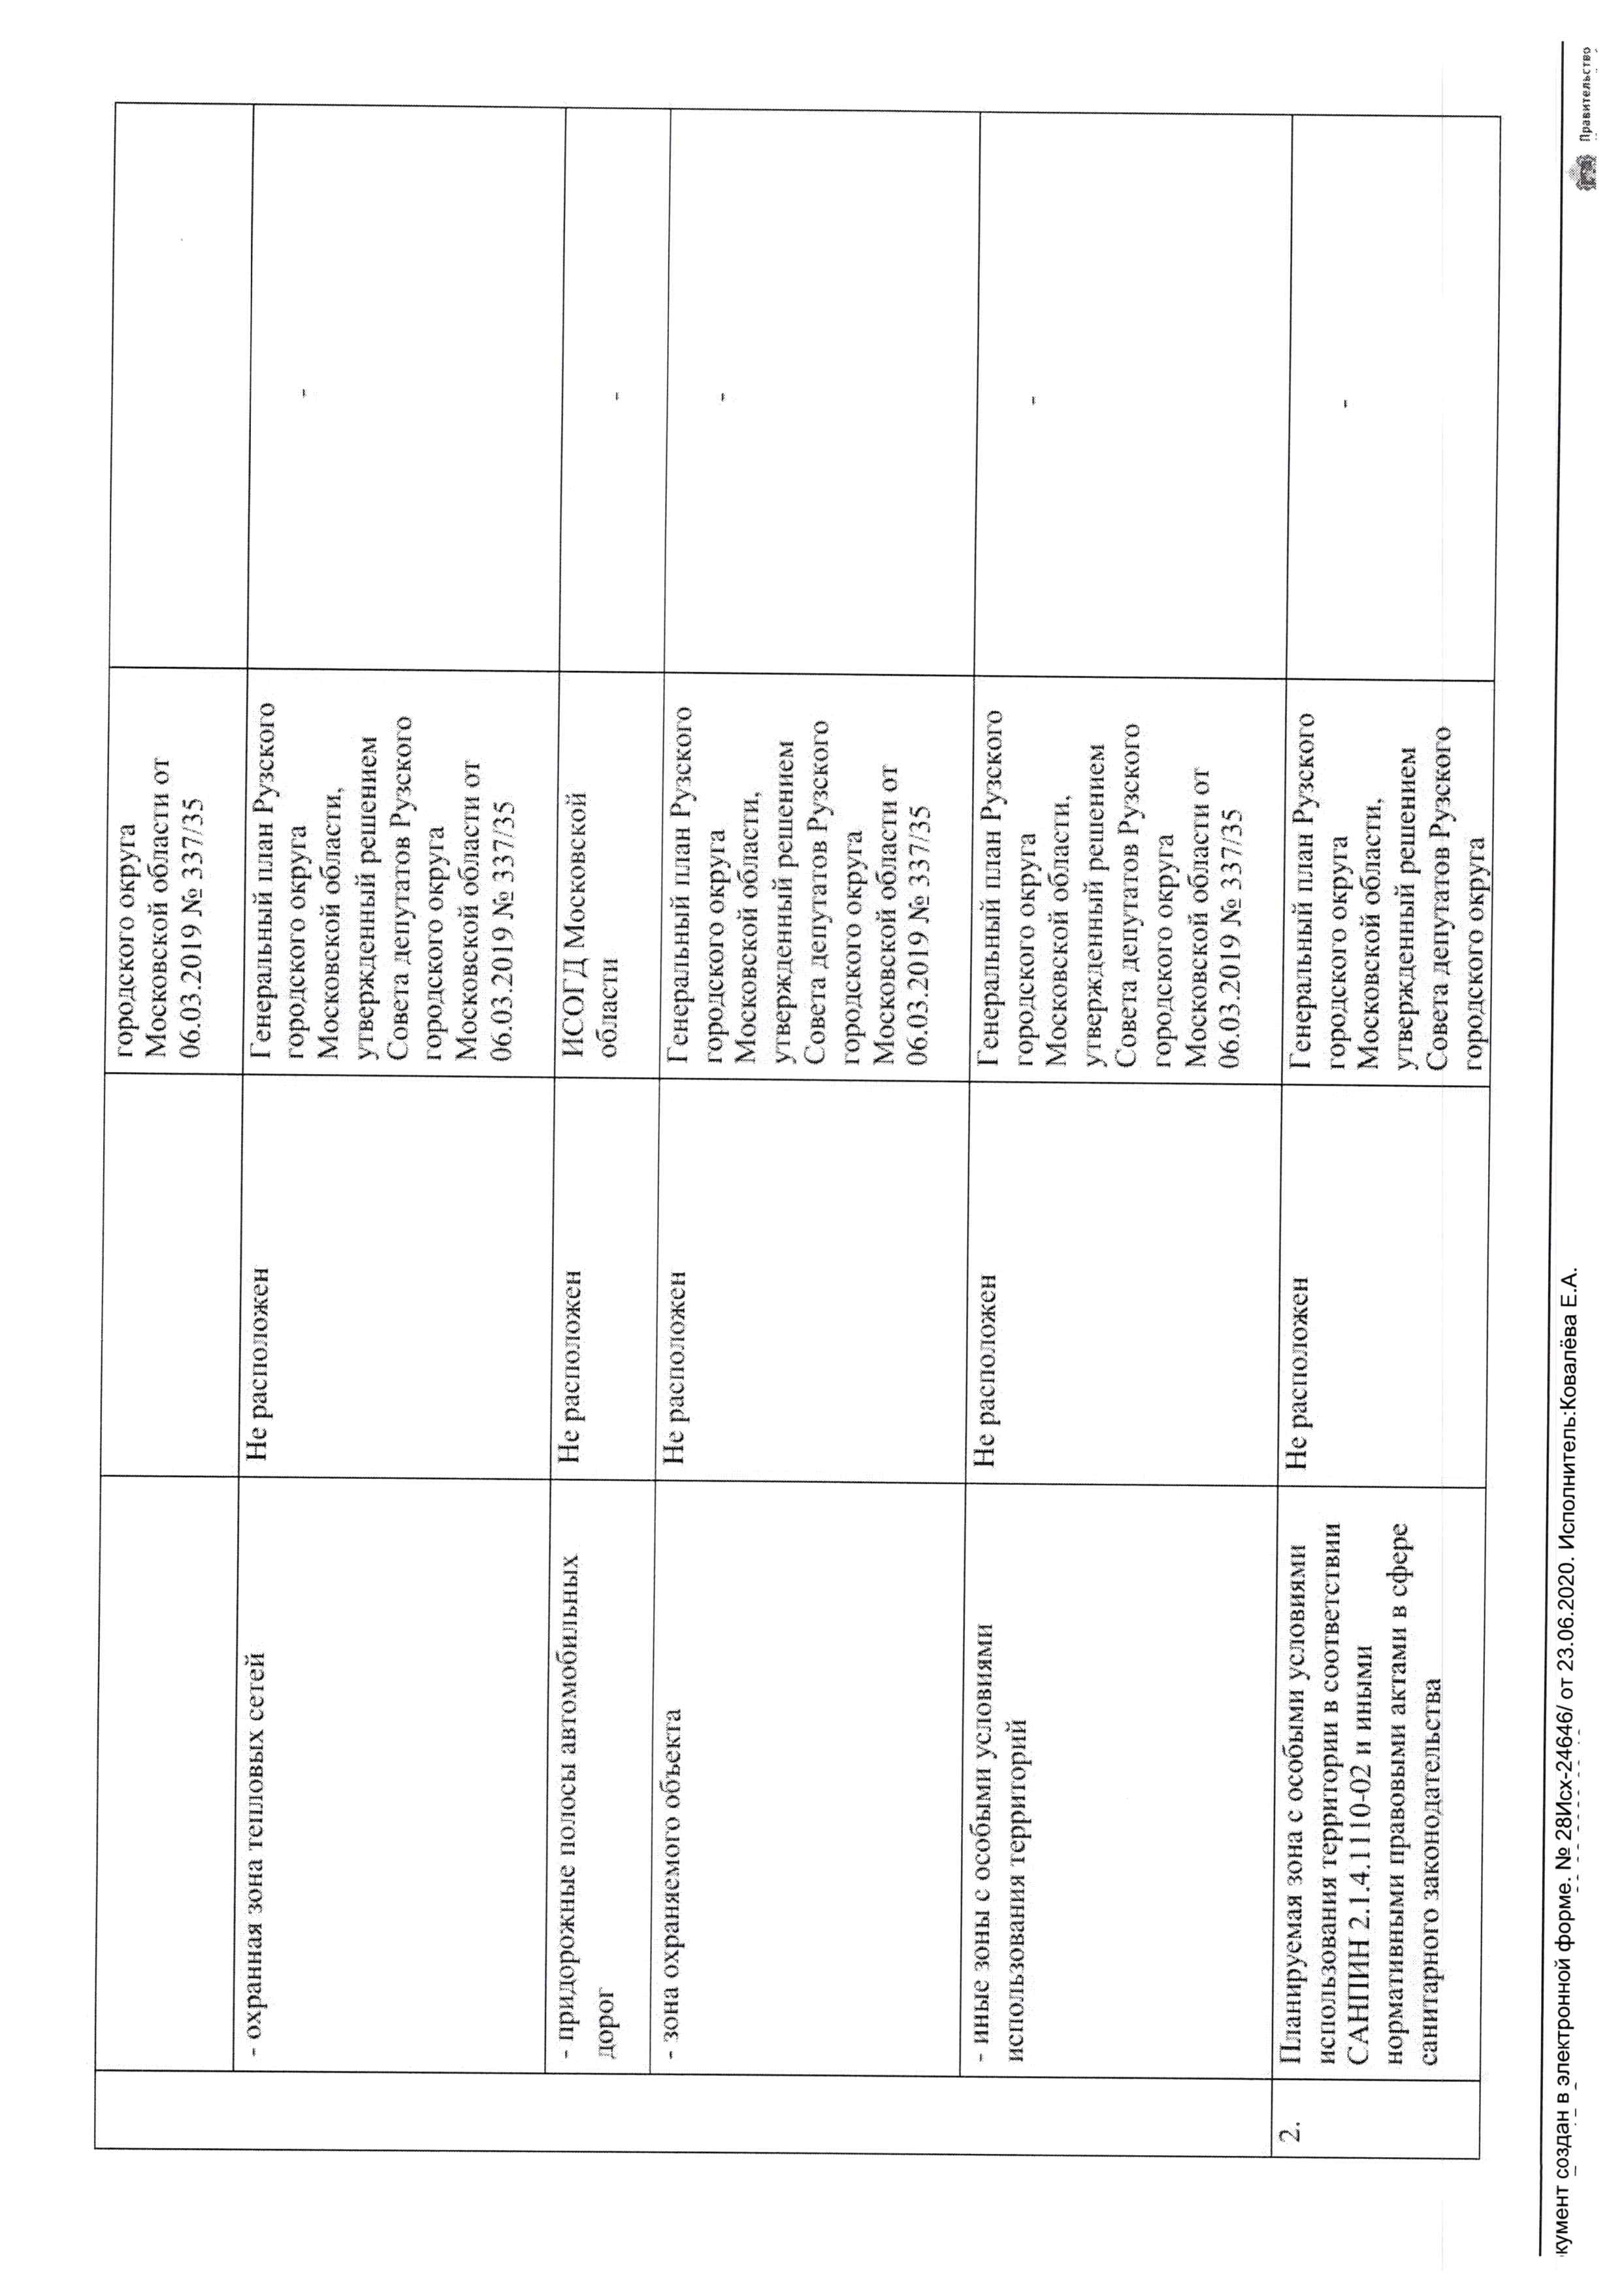 городского округа
Московской области от
06.03.2019 № 337/35
- охранная зона тепловых сетей
Не расположен
Генеральный план Рузского
городского округа
Московской области,
утвержденный решением
Совета депутатов Рузского
городского округа
Московской области от
06.03.2019 № 337/35
-
- придорожные полосы автомобильных
дорог
Не расположен
ИСОГД Московской
области
-
- зона охраняемого объекта
Не расположен
Генеральный план Рузского
городского округа
Московской области,
утвержденный решением
Совета депутатов Рузского
городского округа
Московской области от
06.03.2019 № 337/35
-
- иные зоны с особыми условиями
использования территорий
Не расположен
Генеральный план Рузского
городского округа
Московской области,
утвержденный решением
Совета депутатов Рузского
городского округа
Московской области от
06.03.2019 № 337/35
-
2.
Планируемая зона с особыми условиями
использования территории в соответствии
САНПИН 2.1.4.1110-02 и иными
нормативными правовыми актами в сфере
санитарного законодательства
Не расположен
Генеральный план Рузского
городского округа
Московской области,
утвержденный решением
Совета депутатов Рузского
городского округа
-
кумент создан в электронной форме. № 28Исх-24646/ от 23.06.2020. Исполнитель:Ковалёва Е.А.
Правительство